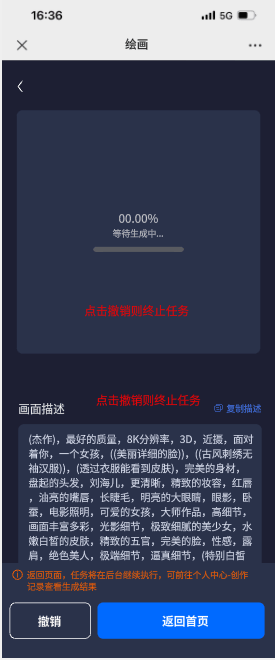 16:36
5G
绘画
00.00%
等待生成中...
点击撤销则终止任务
点击撤销则终止任务
画面描述
复制描述
(杰作)，最好的质量，8K分辨率，3D，近摄，面对
着你，一个女孩，((美丽详细的脸))，((古风刺绣无
袖汉服))，(透过衣服能看到皮肤)，完美的身材，
盘起的头发，刘海儿，更清晰，精致的妆容，红唇
，油亮的嘴唇，长睫毛，明亮的大眼睛，眼影，卧
蚕，电影照明，可爱的女孩，大师作品，高细节，
画面丰富多彩，光影细节，极致细腻的美少女，水
嫩白皙的皮肤，精致的五官，完美的脸，性感，露
肩，绝色美人，极端细节，逼真细节，(特别白皙
返回页面，任务将在后台继续执行，可前往个人中心-创作
记录查看生成结果
撤销
返回首页